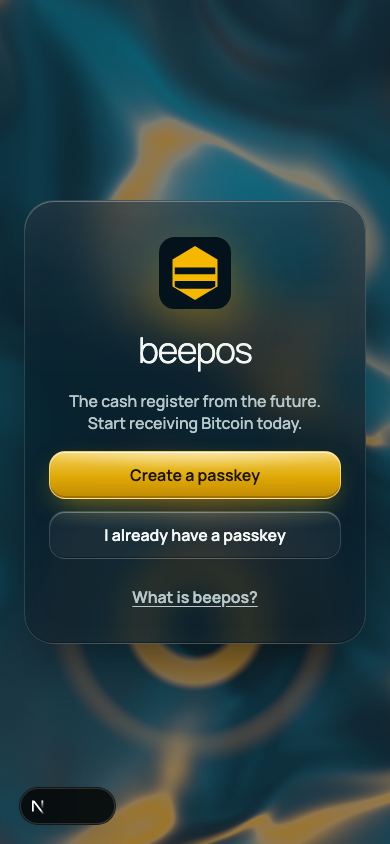 beepos
The cash register from the future.
Start receiving Bitcoin today.
Create a passkey
I already have a passkey
What is beepos?
N